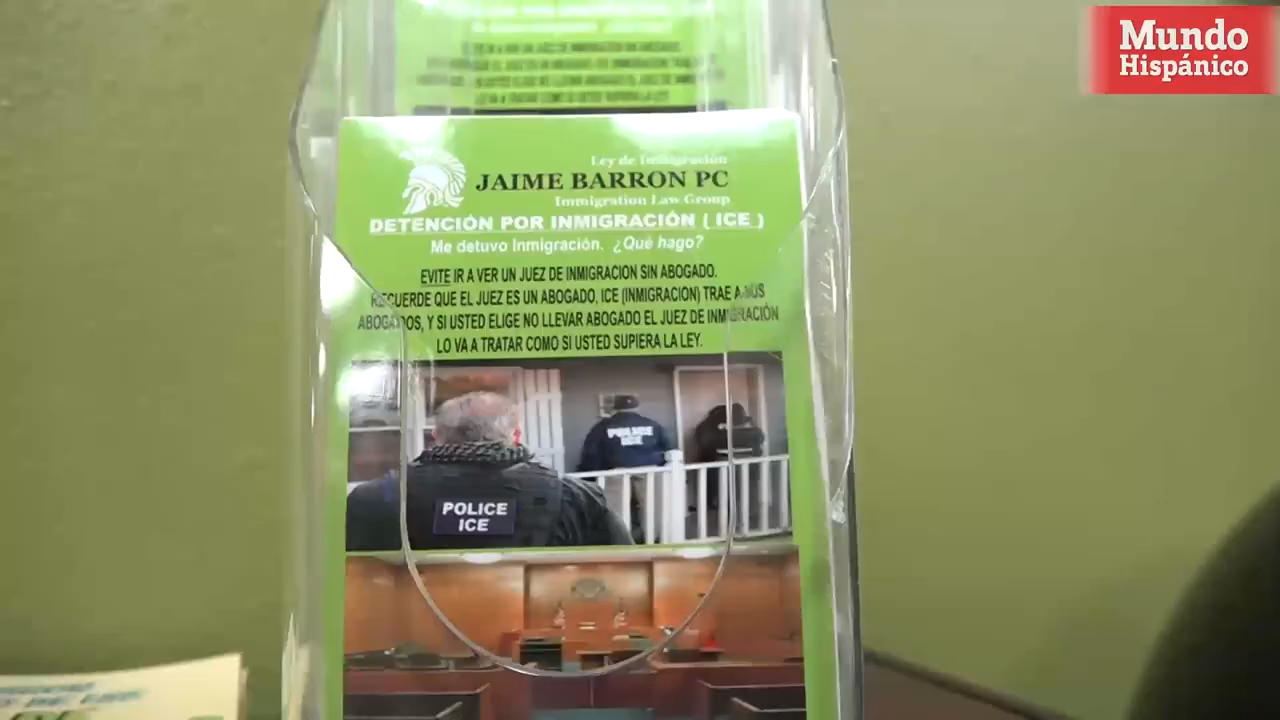 Mundo
Hispánico
Ley de Inmigración
JAIME BARRON PC
Immigration Law Group
DETENCIÓN POR INMIGRACIÓN ( ICE )
Me detuvo Inmigración. ¿Qué hago?
EVITE IR A VER UN JUEZ DE INMIGRACION SIN ABOGADO.
RECUERDE QUE EL JUEZ ES UN ABOGADO, ICE (INMIGRACION) TRAE A SUS
ABOGADOS, Y SI USTED ELIGE NO LLEVAR ABOGADO EL JUEZ DE INMIGRACIÓN
LO VA A TRATAR COMO SI USTED SUPIERA LA LEY.
POLICE
ICE
POLICE
ICE